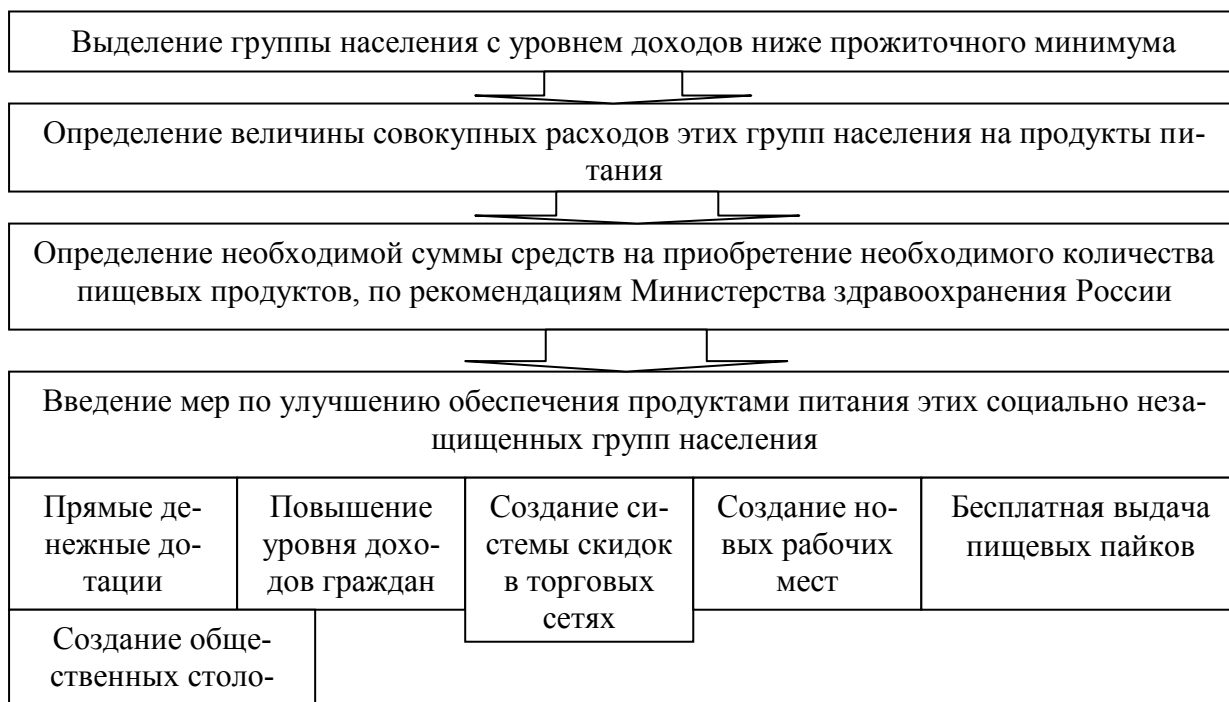 Выделение группы населения с уровнем доходов ниже прожиточного минимума
Определение величины совокупных расходов этих групп населения на продукты пи-
тания
Определение необходимой суммы средств на приобретение необходимого количества
пищевых продуктов, по рекомендациям Министерства здравоохранения России
Введение мер по улучшению обеспечения продуктами питания этих социально неза-
щищенных групп населения
Прямые де-
нежные до-
тации
Повышение
уровня дохо-
дов граждан
Создание си-
стемы скидок
в торговых
сетях
Создание но-
вых рабочих
мест
Бесплатная выдача
пищевых пайков
Создание обще-
ственных столо-